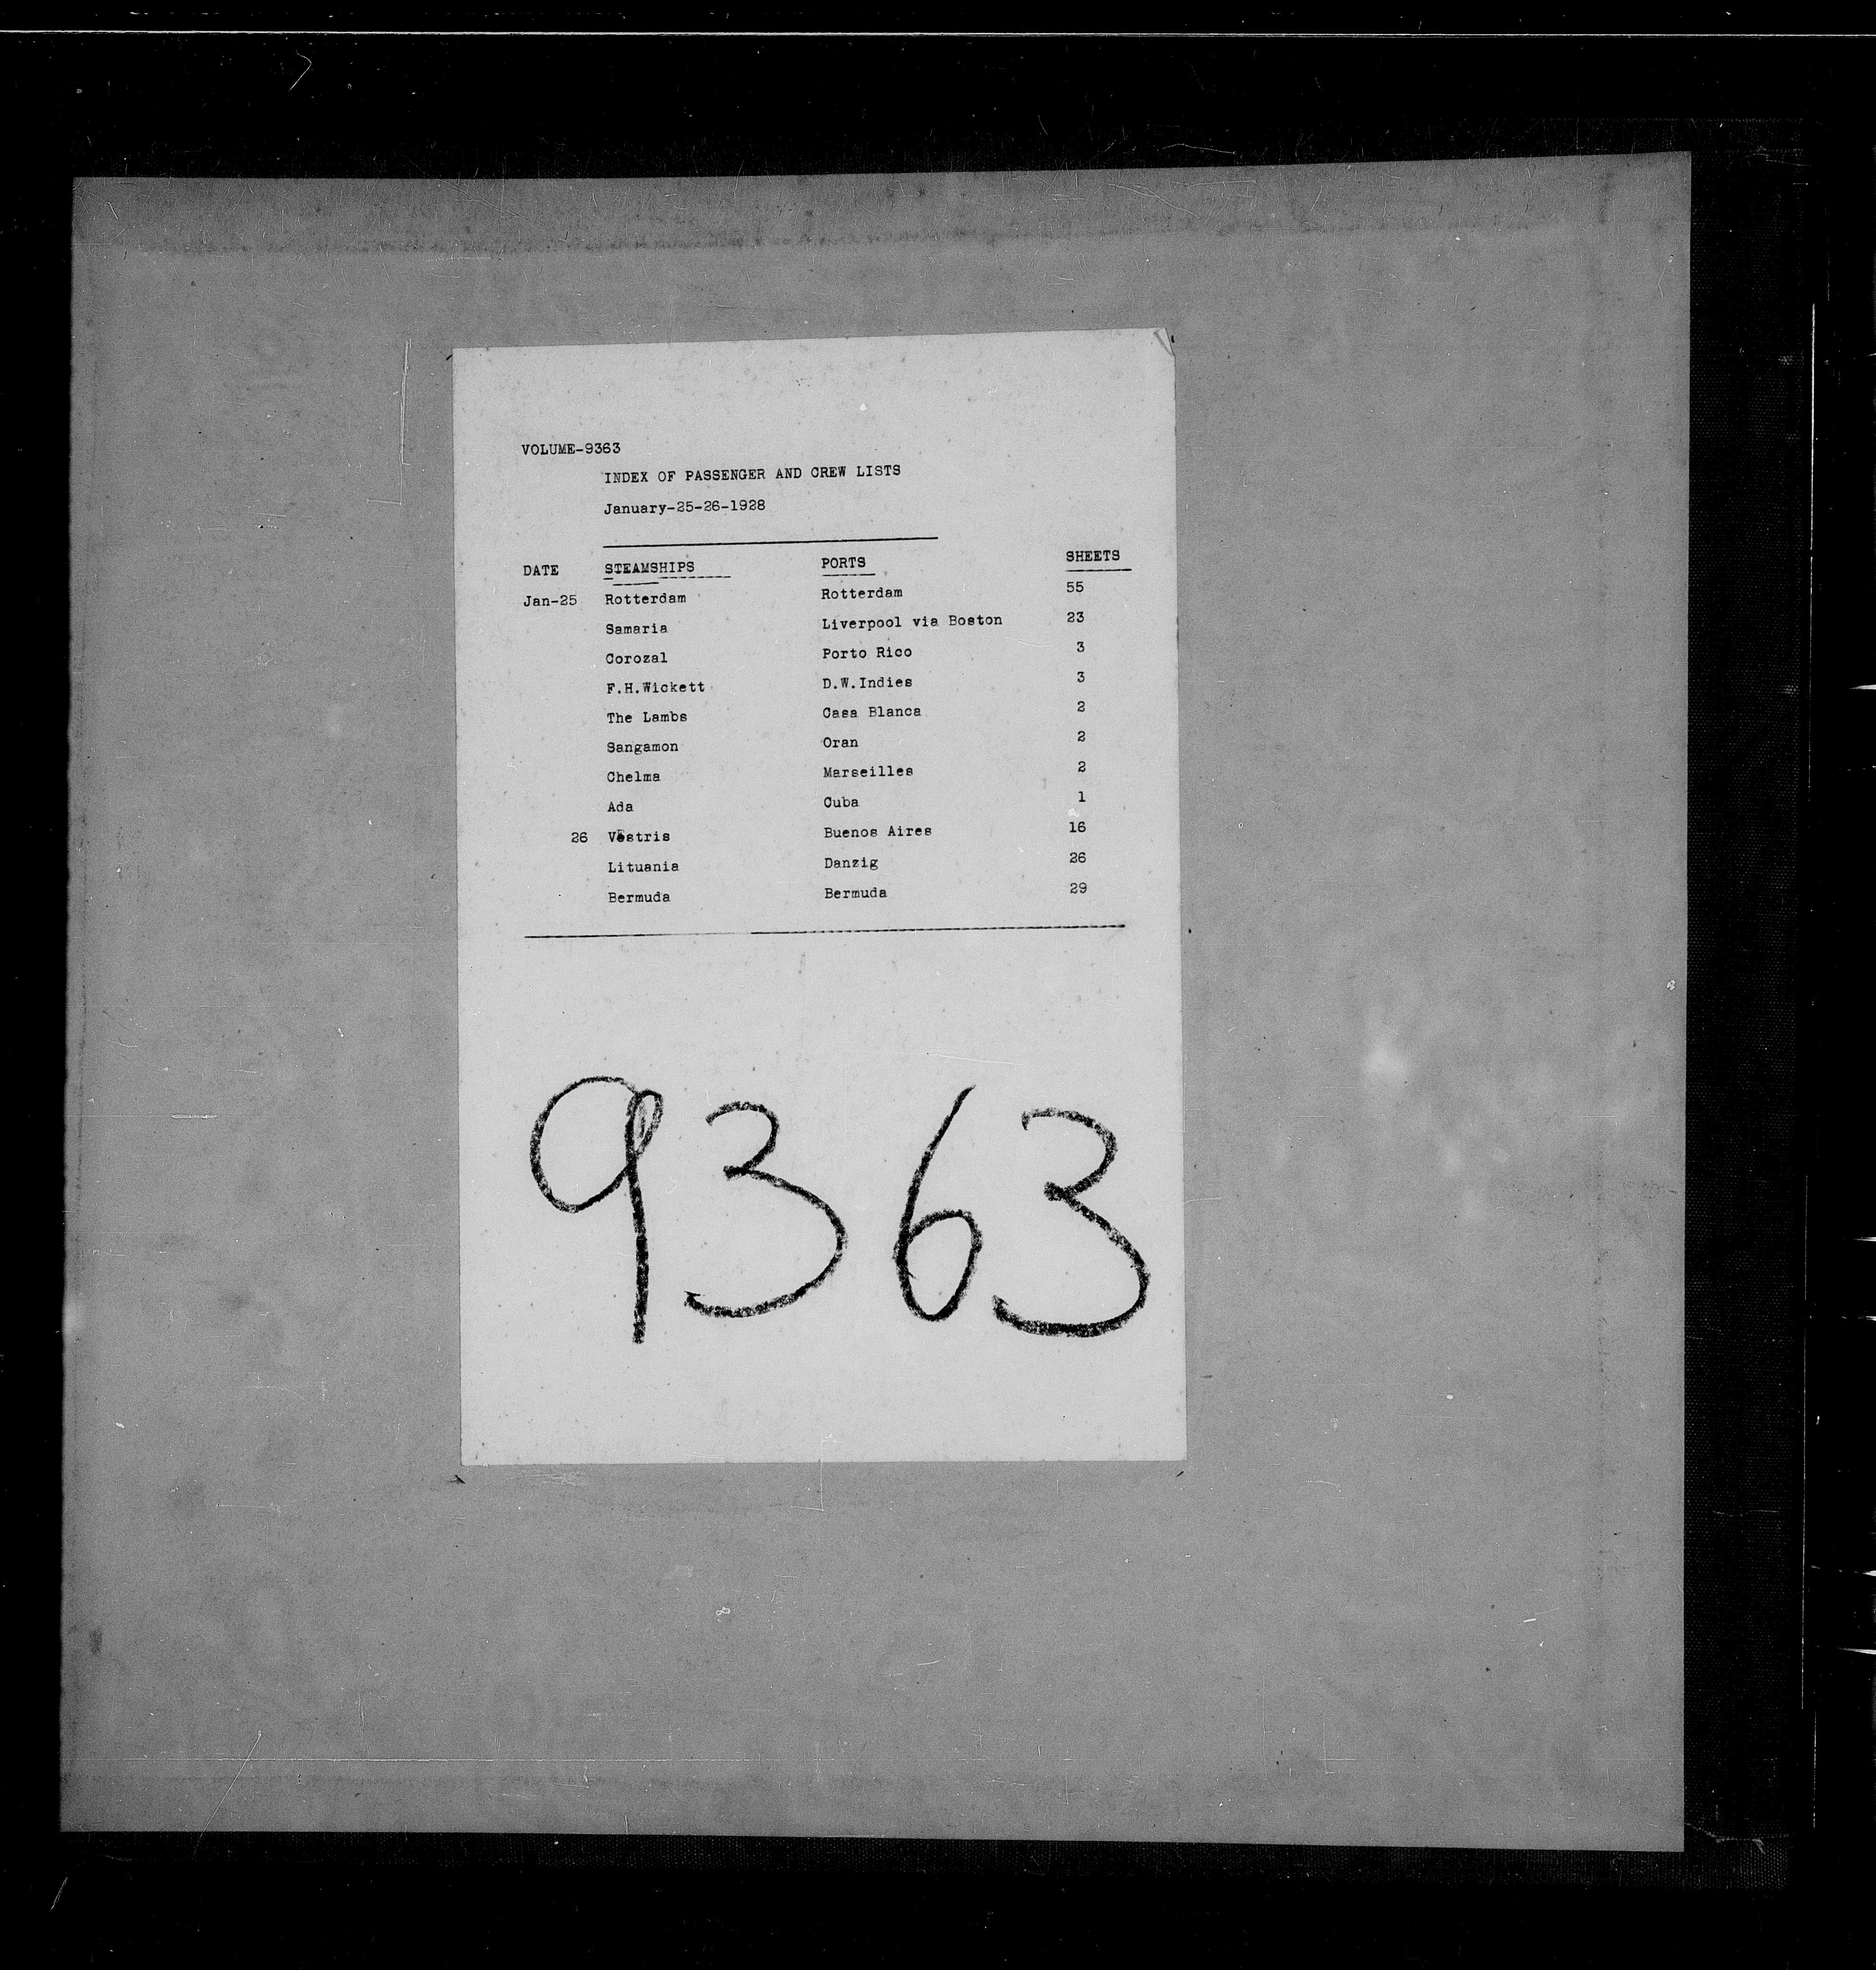 VOLUME-9363
INDEX OF PASSENGER AND CREW LISTS
January-25-26-1928
DATE STEAMSHIPS PORTS SHEETS
Jan-25 Rotterdam Rotterdam 55
Samaria Liverpool via Boston 23
Corozal Porto Rico 3
F.H.Wickett D.W.Indies 3
The Lambs Casa Blanca 2
Sangamon Oran 2
Chelma Marseilles 2
Ada Cuba 1
26 Vestris Buenos Aires 16
Lituania Danzig 26
Bermuda Bermuda 29
9363